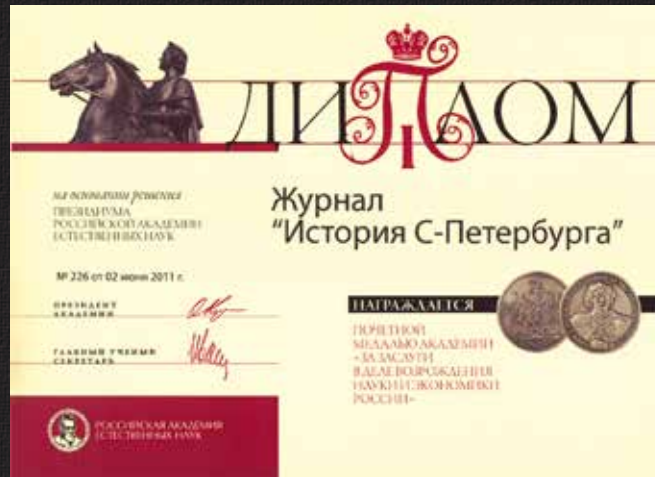 ДИПЛОМ
на основании решения
ПРЕЗИДИУМА
РОССИЙСКОЙ АКАДЕМИИ
ЕСТЕСТВЕННЫХ НАУК
Журнал
"История С-Петербурга"
№ 226 от 02 июня 2011 г.
ПРЕЗИДЕНТ
АКАДЕМИИ
ГЛАВНЫЙ УЧЕНЫЙ
СЕКРЕТАРЬ
НАГРАЖДАЕТСЯ
ПОЧЕТНОЙ
МЕДАЛЬЮ АКАДЕМИИ
«ЗА ЗАСЛУГИ
В ДЕЛЕ ВОЗРОЖДЕНИЯ
НАУКИ И ЭКОНОМИКИ
РОССИИ»
РОССИЙСКАЯ АКАДЕМИЯ
ЕСТЕСТВЕННЫХ НАУК